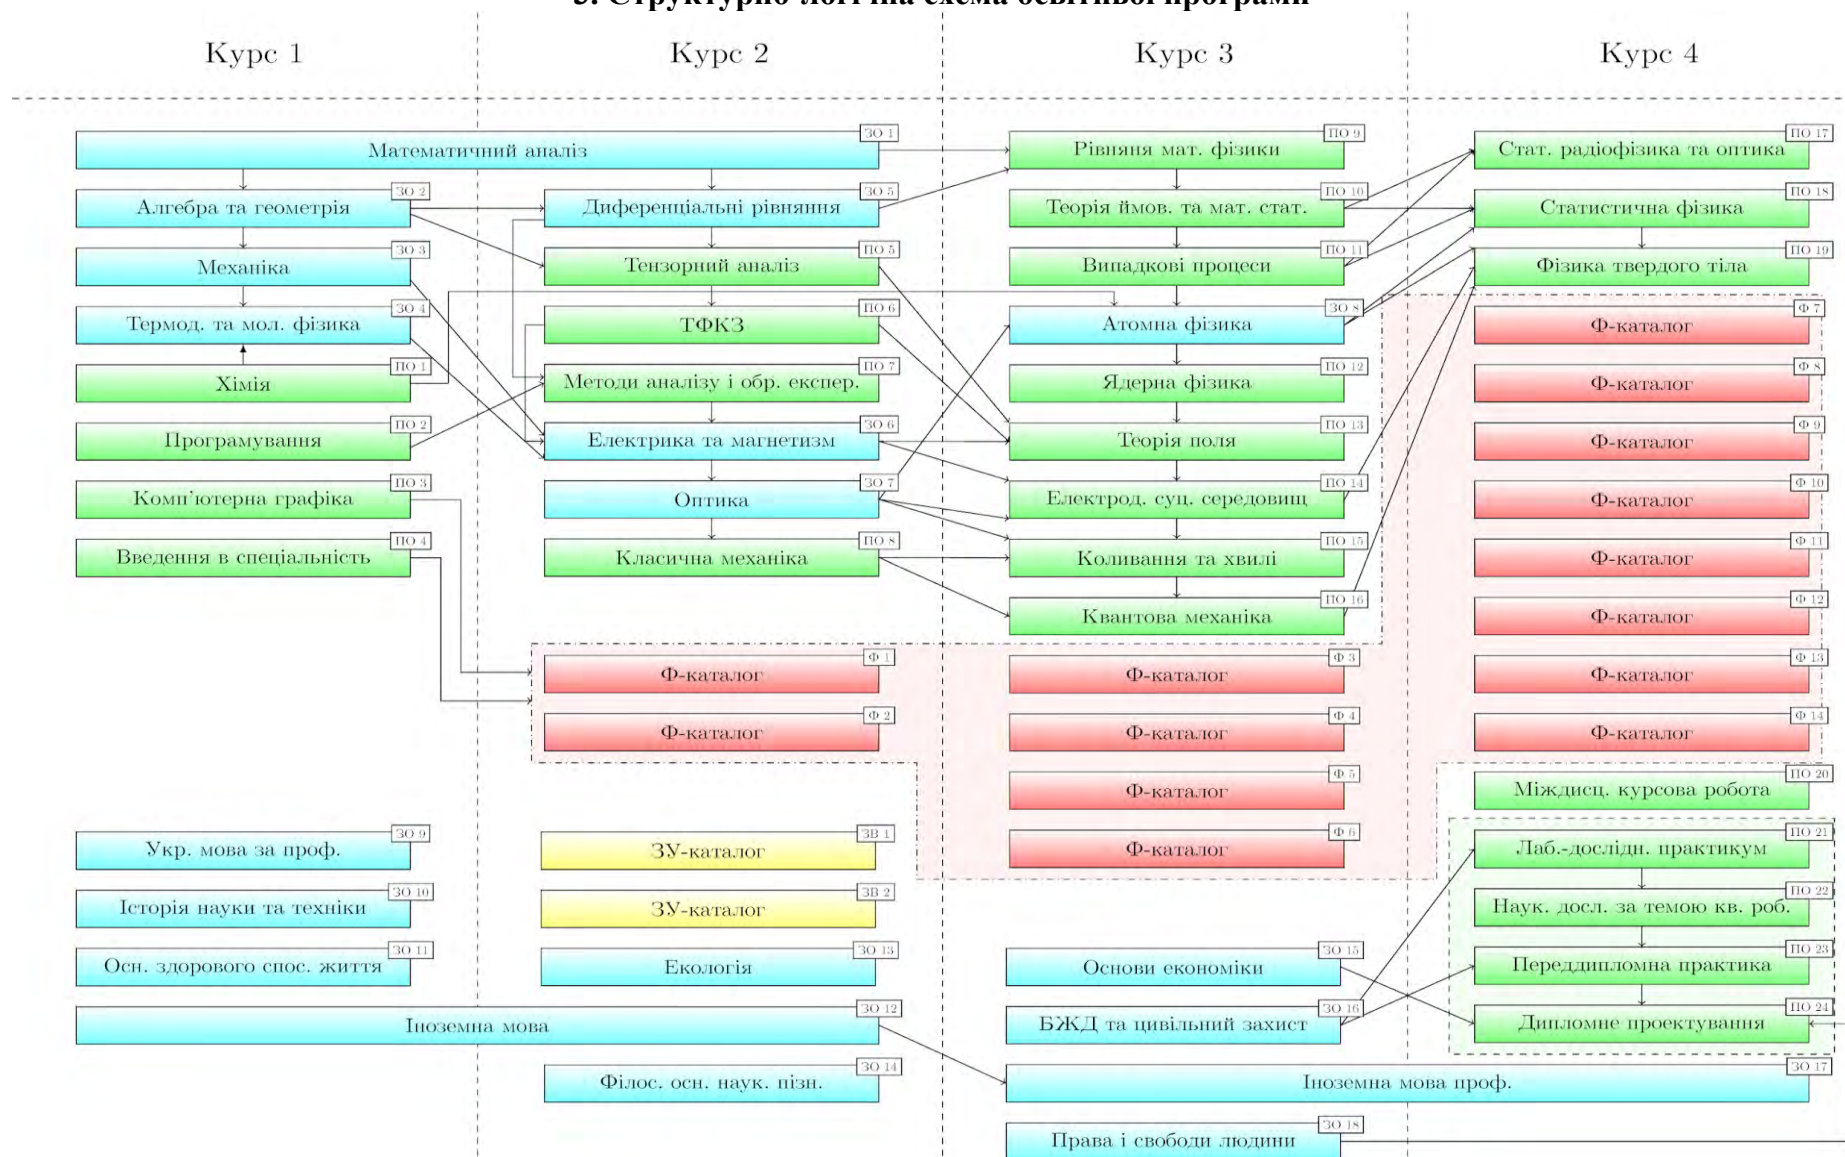 3. Структурно-логічна схема освітньої програми
Курс 1
Курс 2
Курс 3
Курс 4
ЗО 1
Математичний аналіз
ЗО 2
Алгебра та геометрія
ЗО 3
Механіка
ЗО 4
Термод. та мол. фізика
ПО 1
Хімія
ПО 2
Програмування
ПО 3
Комп'ютерна графіка
ПО 4
Введення в спеціальність
ЗО 5
Диференціальні рівняння
ПО 5
Тензорний аналіз
ПО 6
ТФКЗ
ПО 7
Методи аналізу і обр. експер.
ЗО 6
Електрика та магнетизм
ЗО 7
Оптика
ПО 8
Класична механіка
Ф 1
Ф-каталог
Ф 2
Ф-каталог
ПО 9
Рівняня мат. фізики
ПО 10
Теорія ймов. та мат. стат.
ПО 11
Випадкові процеси
ЗО 8
Атомна фізика
ПО 12
Ядерна фізика
ПО 13
Теорія поля
ПО 14
Електрод. суц. середовищ
ПО 15
Коливання та хвилі
ПО 16
Квантова механіка
Ф 3
Ф-каталог
Ф 4
Ф-каталог
Ф 5
Ф-каталог
Ф 6
Ф-каталог
ПО 17
Стат. радіофізика та оптика
ПО 18
Статистична фізика
ПО 19
Фізика твердого тіла
Ф 7
Ф-каталог
Ф 8
Ф-каталог
Ф 9
Ф-каталог
Ф 10
Ф-каталог
Ф 11
Ф-каталог
Ф 12
Ф-каталог
Ф 13
Ф-каталог
Ф 14
Ф-каталог
ПО 20
Міждисц. курсова робота
ПО 21
Лаб.-дослідн. практикум
ПО 22
Наук. досл. за темою кв. роб.
ПО 23
Переддипломна практика
ПО 24
Дипломне проектування
ЗО 9
Укр. мова за проф.
ЗО 10
Історія науки та техніки
ЗО 11
Осн. здорового спос. життя
ЗО 12
Іноземна мова
ЗВ 1
ЗУ-каталог
ЗВ 2
ЗУ-каталог
ЗО 13
Екологія
ЗО 14
Філос. осн. наук. пізн.
ЗО 15
Основи економіки
ЗО 16
БЖД та цивільний захист
ЗО 17
Іноземна мова проф.
ЗО 18
Права і свободи людини